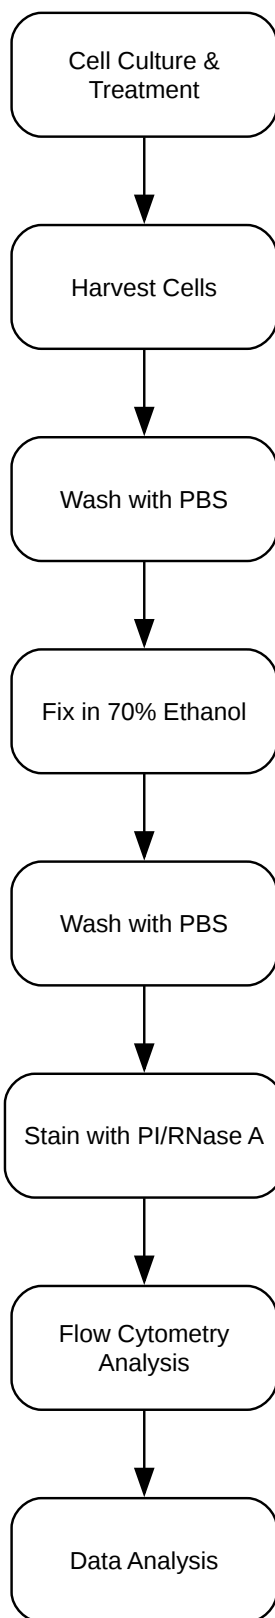 Cell Culture &
Treatment
Harvest Cells
Wash with PBS
Fix in 70% Ethanol
Wash with PBS
Stain with PI/RNase A
Flow Cytometry
Analysis
Data Analysis